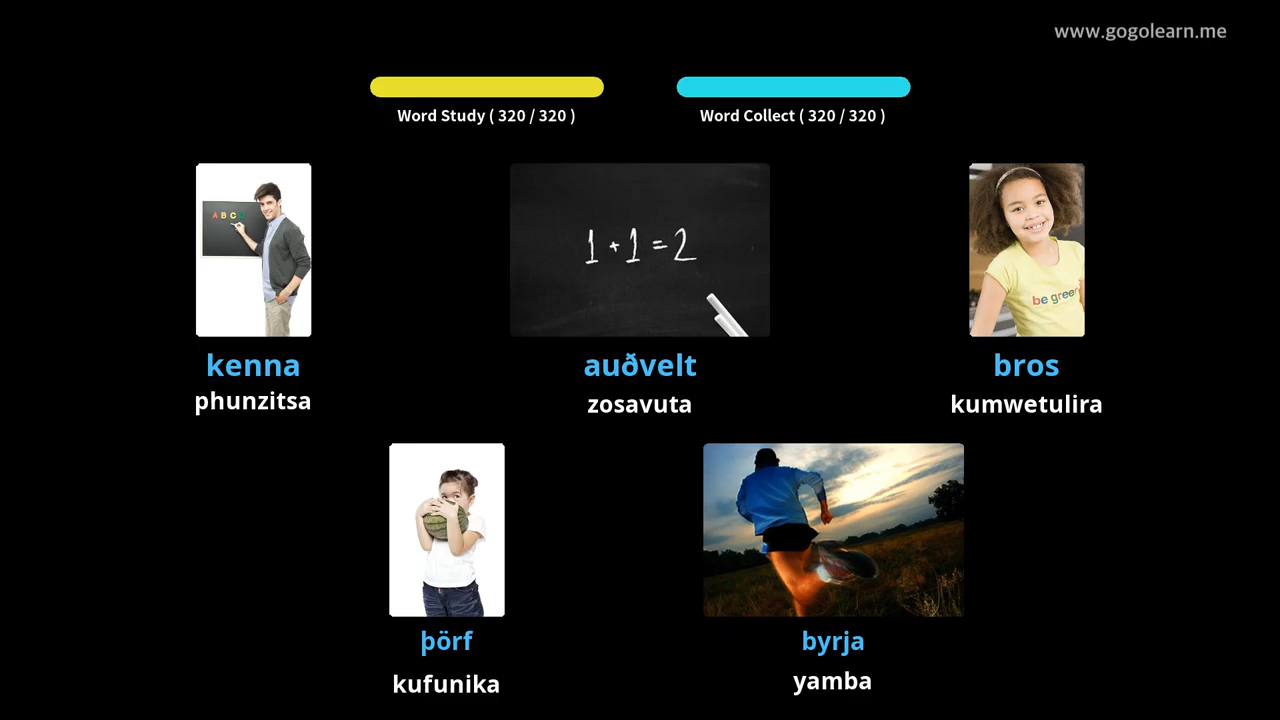 www.gogolearn.me
Word Study ( 320 / 320 )
Word Collect ( 320 / 320 )
A B C
1 + 1 = 2
be green
kenna
auðvelt
bros
phunzitsa
zosavuta
kumwetulira
þörf
byrja
kufunika
yamba